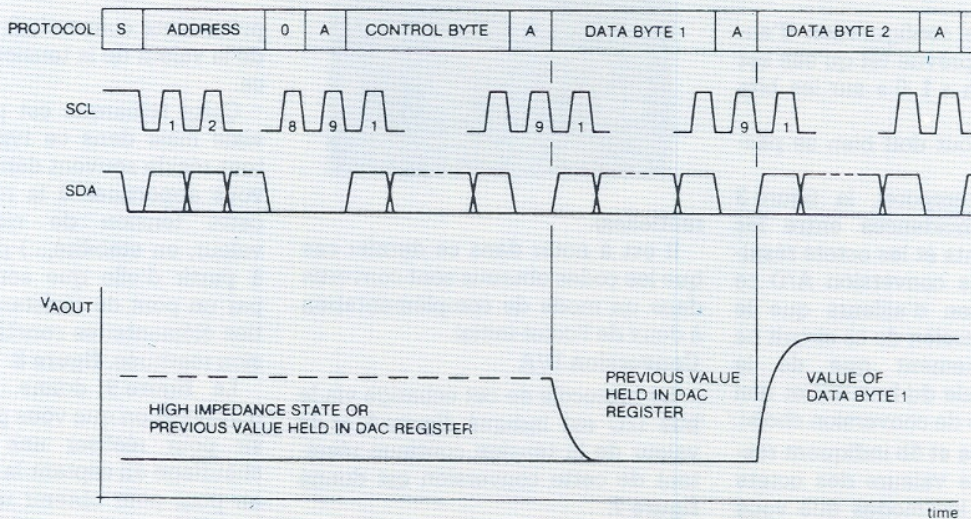 PROTOCOL S ADDRESS 0 A CONTROL BYTE A DATA BYTE 1 A DATA BYTE 2 A
SCL 1 2 8 9 1 9 1 9 1
SDA
VAOUT
HIGH IMPEDANCE STATE OR
PREVIOUS VALUE HELD IN DAC REGISTER
PREVIOUS VALUE
HELD IN DAC
REGISTER
VALUE OF
DATA BYTE 1
time